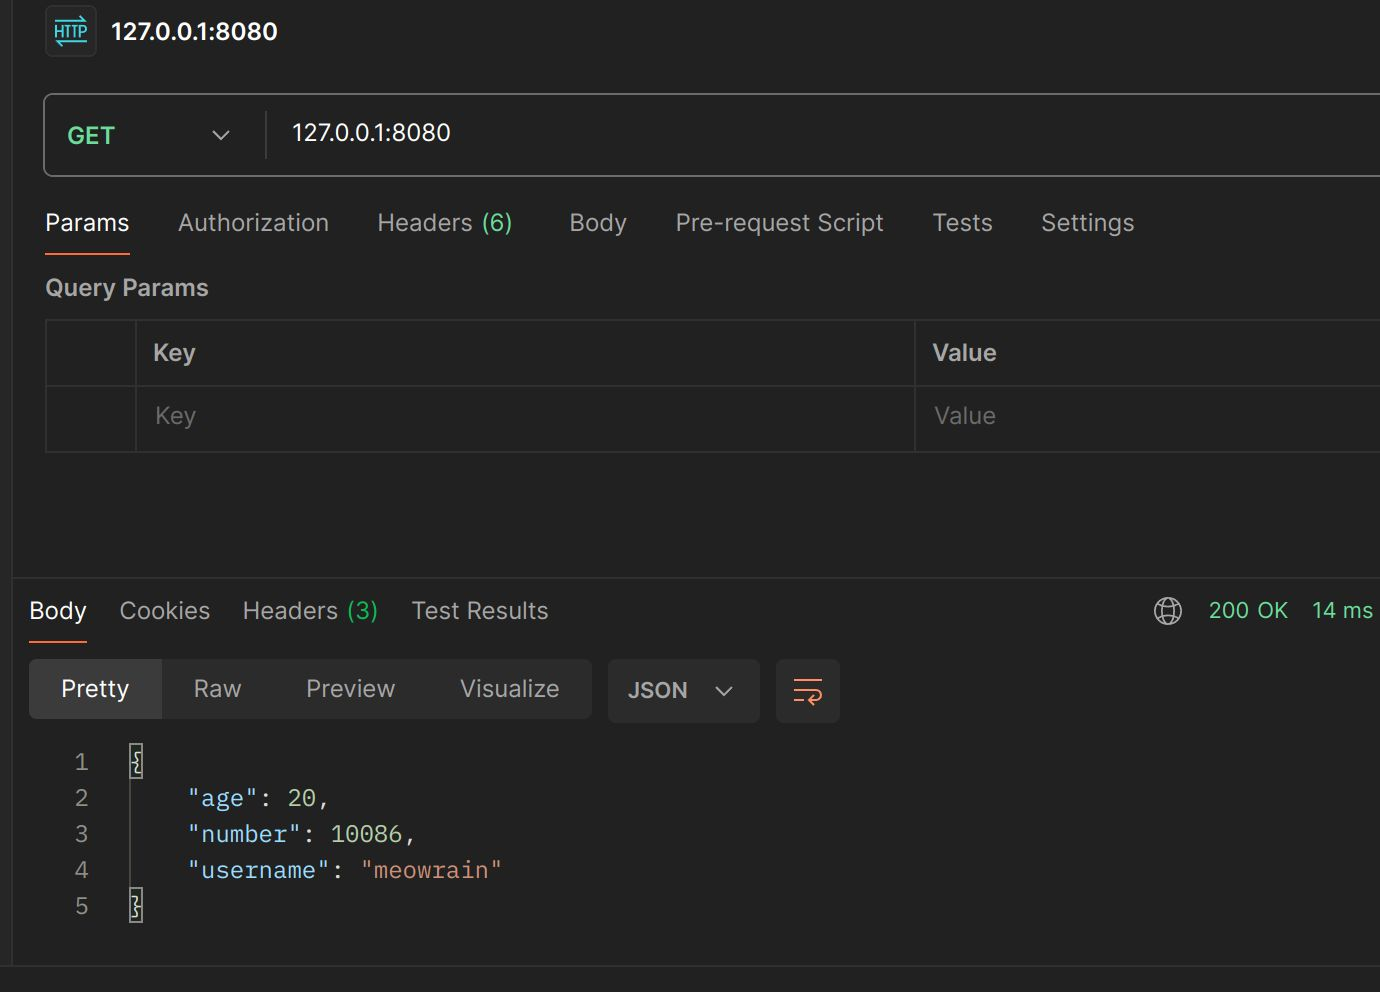 HTTP 127.0.0.1:8080
GET 127.0.0.1:8080
Params Authorization Headers (6) Body Pre-request Script Tests Settings
Query Params
Key Value
Key Value
Body Cookies Headers (3) Test Results 200 OK 14 ms
Pretty Raw Preview Visualize JSON
1 {
2 "age": 20,
3 "number": 10086,
4 "username": "meowrain"
5 }